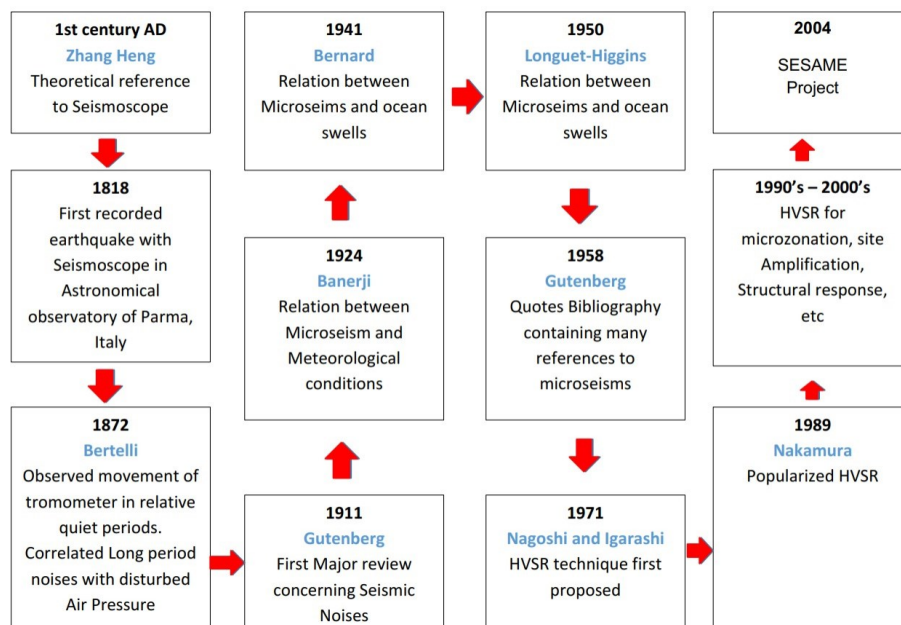 1st century AD
Zhang Heng
Theoretical reference
to Seismoscope
1818
First recorded
earthquake with
Seismoscope in
Astronomical
observatory of Parma,
Italy
1872
Bertelli
Observed movement of
tromometer in relative
quiet periods.
Correlated Long period
noises with disturbed
Air Pressure
1911
Gutenberg
First Major review
concerning Seismic
Noises
1924
Banerji
Relation between
Microseism and
Meteorological
conditions
1941
Bernard
Relation between
Microseims and ocean
swells
1950
Longuet-Higgins
Relation between
Microseims and ocean
swells
1958
Gutenberg
Quotes Bibliography
containing many
references to
microseisms
1971
Nagoshi and Igarashi
HVSR technique first
proposed
1989
Nakamura
Popularized HVSR
1990’s – 2000’s
HVSR for
microzonation, site
Amplification,
Structural response,
etc
2004
SESAME
Project